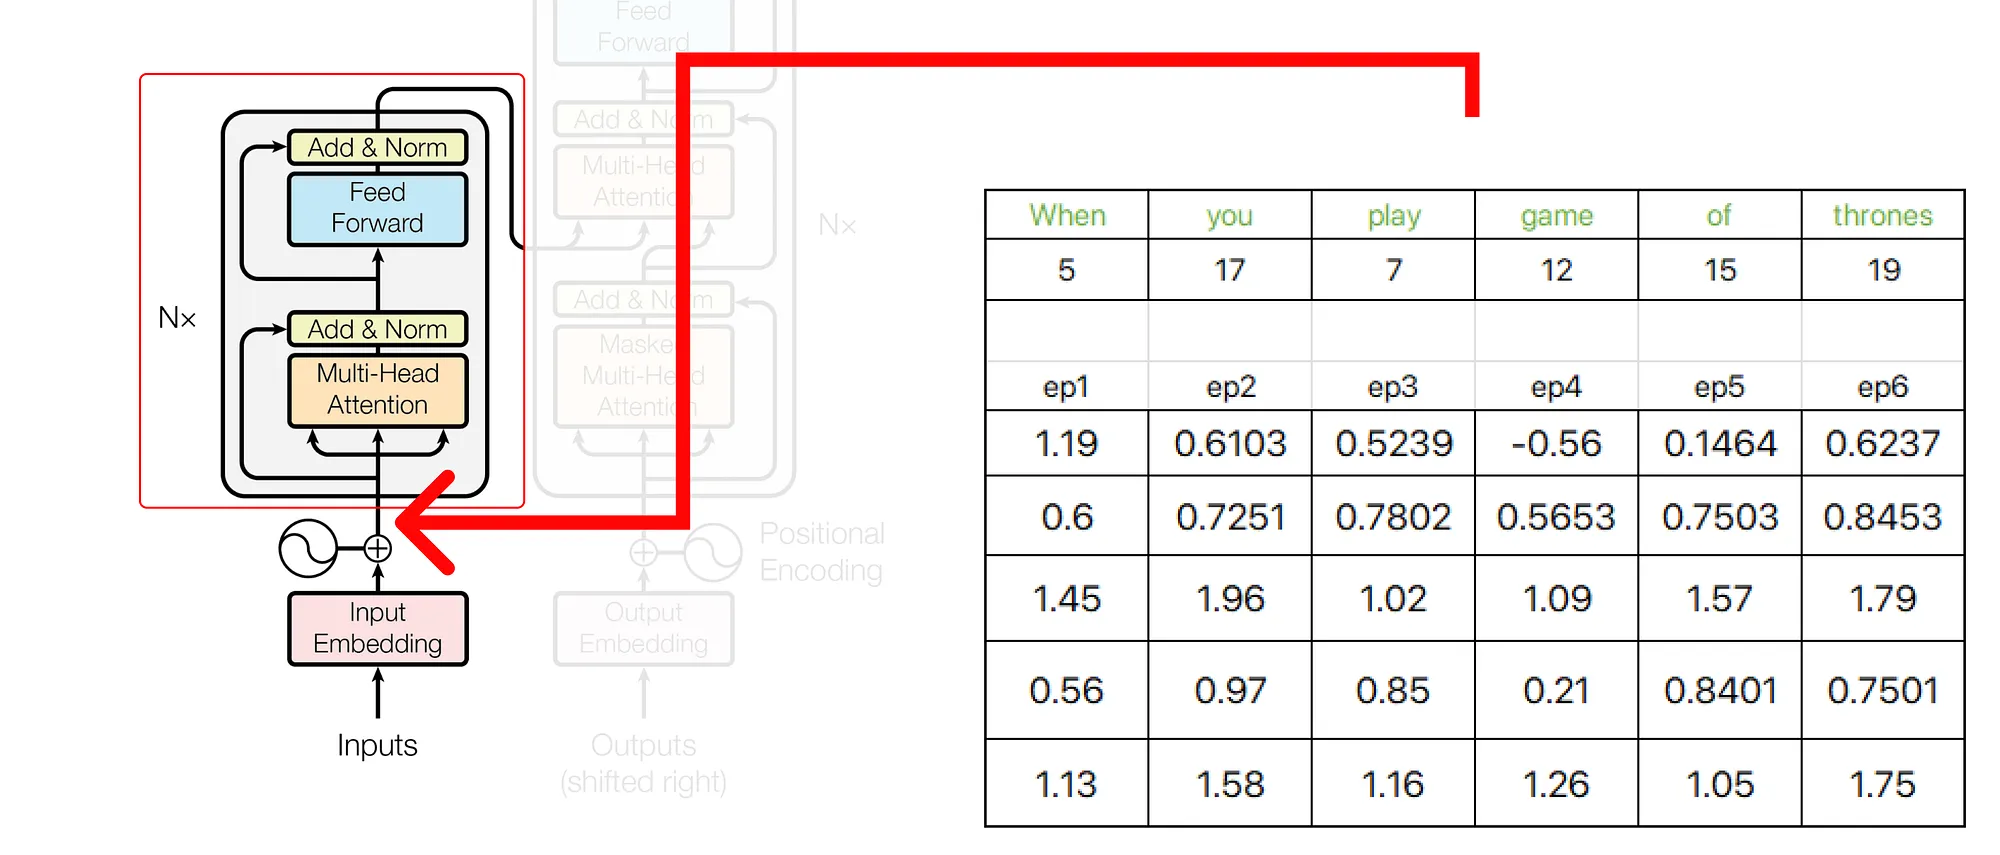 Add & Norm
Feed
Forward
Nx
Add & Norm
Multi-Head
Attention
Input
Embedding
Inputs
Feed
Forward
Add & Norm
Multi-Head
Attention
Nx
Add & Norm
Masked
Multi-Head
Attention
Positional
Encoding
Output
Embedding
Outputs
(shifted right)
When you play game of thrones
5 17 7 12 15 19
ep1 ep2 ep3 ep4 ep5 ep6
1.19 0.6103 0.5239 -0.56 0.1464 0.6237
0.6 0.7251 0.7802 0.5653 0.7503 0.8453
1.45 1.96 1.02 1.09 1.57 1.79
0.56 0.97 0.85 0.21 0.8401 0.7501
1.13 1.58 1.16 1.26 1.05 1.75